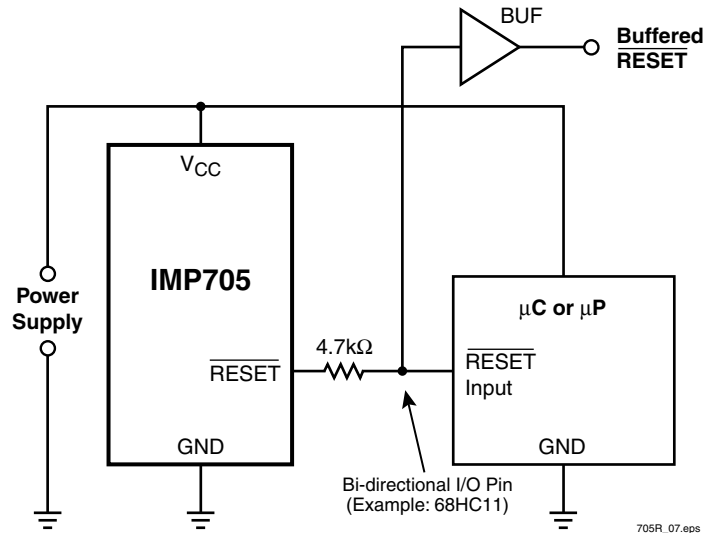 BUF
Buffered
RESET
VCC
IMP705
Power
Supply
μC or μP
4.7kΩ
RESET
RESET
Input
GND
GND
Bi-directional I/O Pin
(Example: 68HC11)
705R_07.eps